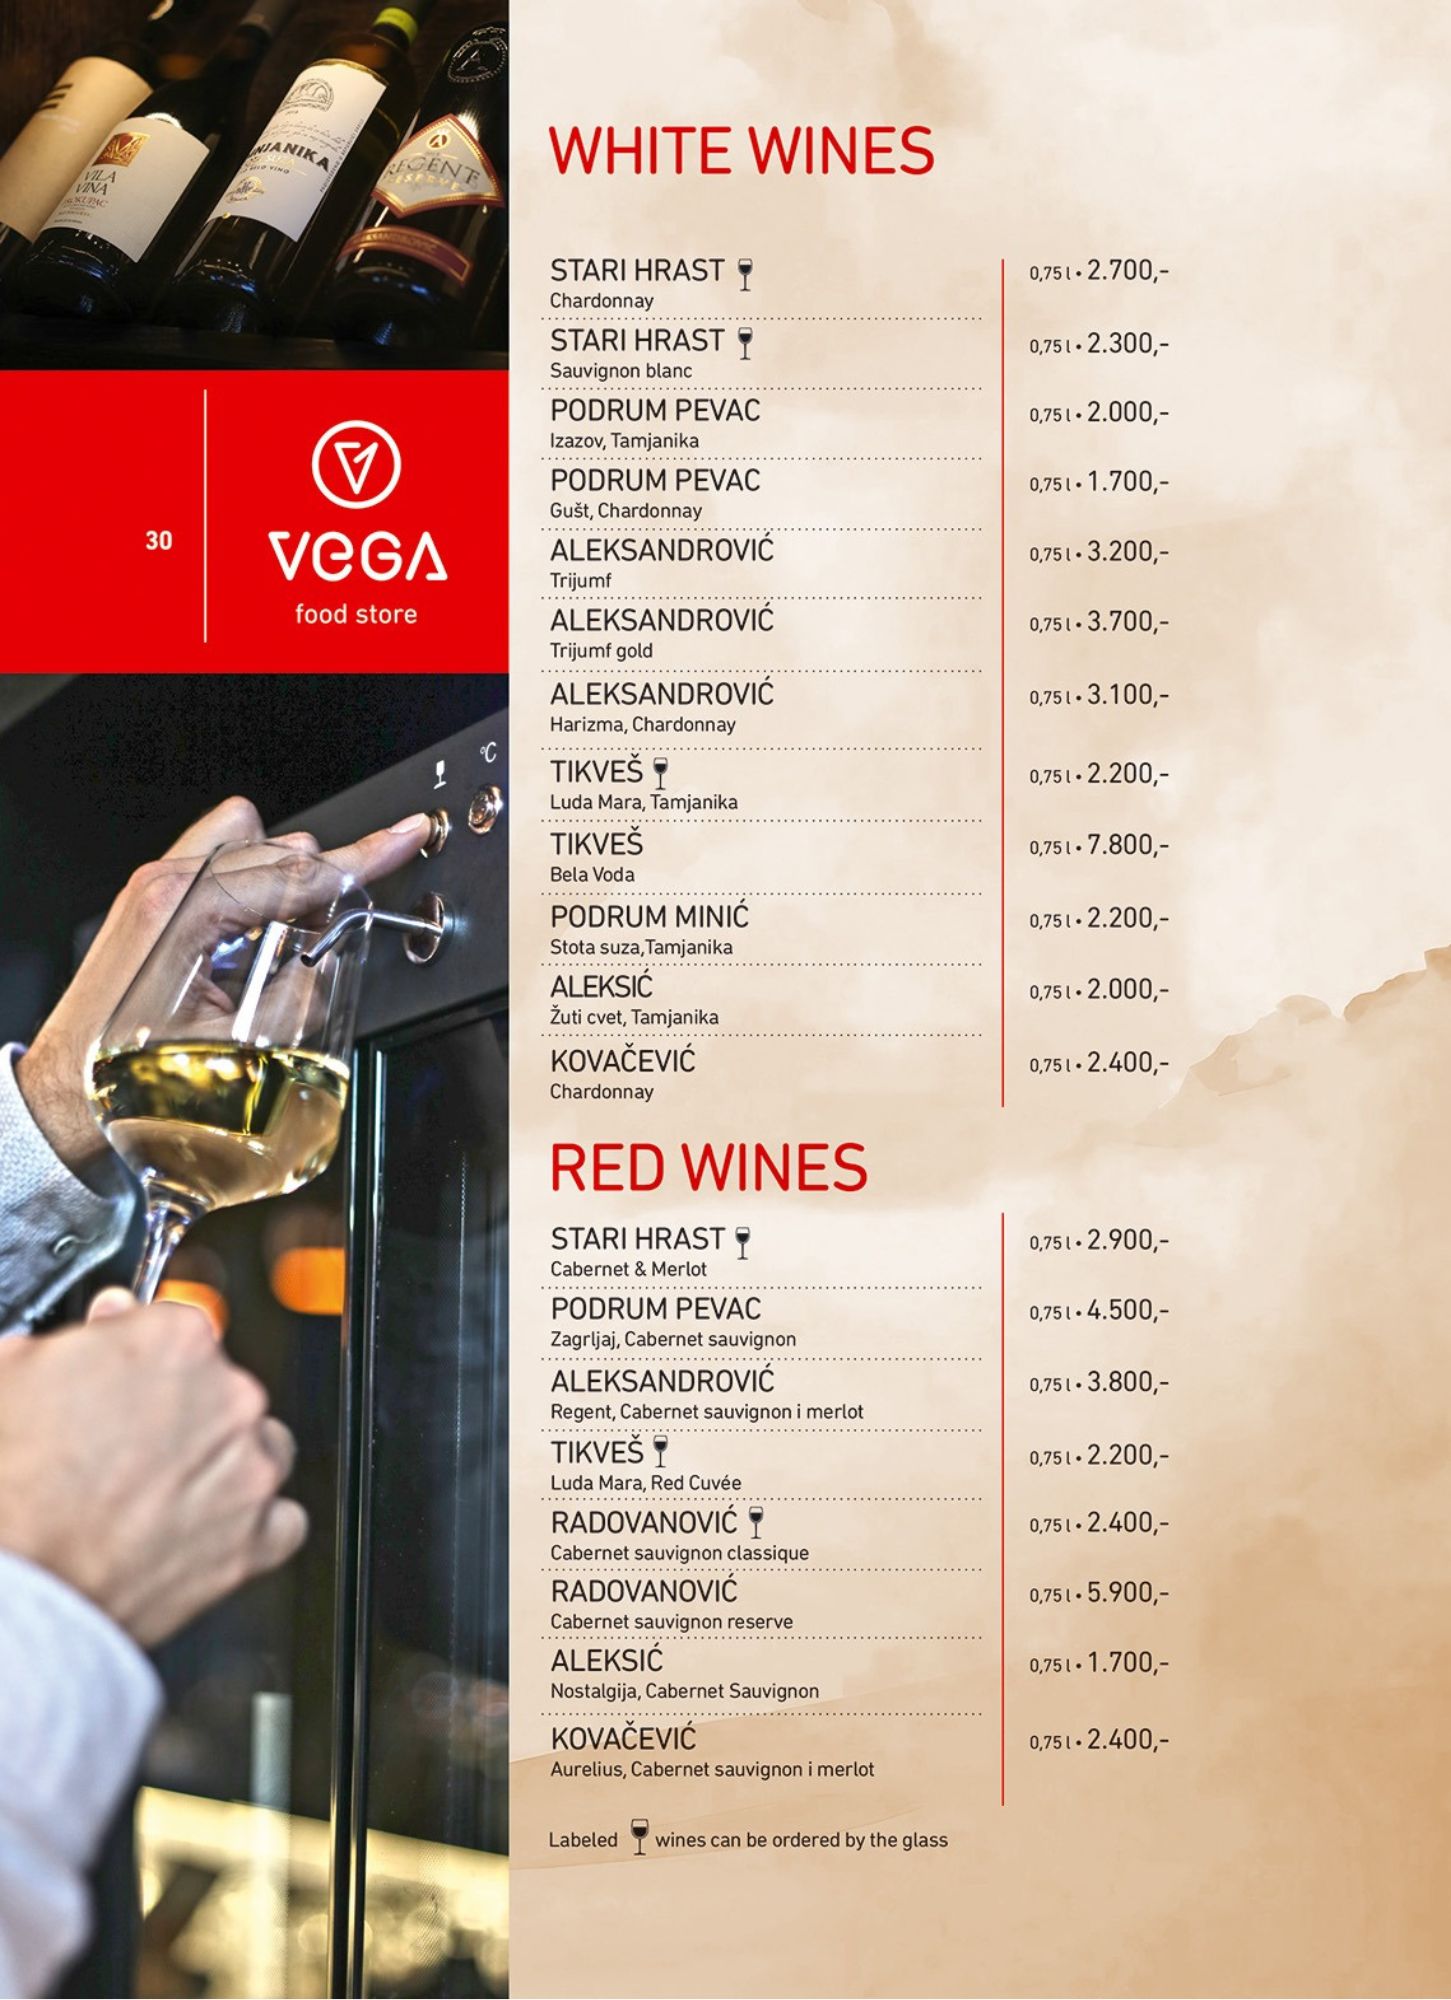 VILA
VINA
REGENT
RESERVE
30
VEGA
food store
°C
WHITE WINES
STARI HRAST 0,75 l • 2.700,-
Chardonnay
STARI HRAST 0,75 l • 2.300,-
Sauvignon blanc
PODRUM PEVAC 0,75 l • 2.000,-
Izazov, Tamjanika
PODRUM PEVAC 0,75 l • 1.700,-
Gušt, Chardonnay
ALEKSANDROVIĆ 0,75 l • 3.200,-
Trijumf
ALEKSANDROVIĆ 0,75 l • 3.700,-
Trijumf gold
ALEKSANDROVIĆ 0,75 l • 3.100,-
Harizma, Chardonnay
TIKVEŠ 0,75 l • 2.200,-
Luda Mara, Tamjanika
TIKVEŠ 0,75 l • 7.800,-
Bela Voda
PODRUM MINIĆ 0,75 l • 2.200,-
Stota suza,Tamjanika
ALEKSIĆ 0,75 l • 2.000,-
Žuti cvet, Tamjanika
KOVAČEVIĆ 0,75 l • 2.400,-
Chardonnay
RED WINES
STARI HRAST 0,75 l • 2.900,-
Cabernet & Merlot
PODRUM PEVAC 0,75 l • 4.500,-
Zagrljaj, Cabernet sauvignon
ALEKSANDROVIĆ 0,75 l • 3.800,-
Regent, Cabernet sauvignon i merlot
TIKVEŠ 0,75 l • 2.200,-
Luda Mara, Red Cuvée
RADOVANOVIĆ 0,75 l • 2.400,-
Cabernet sauvignon classique
RADOVANOVIĆ 0,75 l • 5.900,-
Cabernet sauvignon reserve
ALEKSIĆ 0,75 l • 1.700,-
Nostalgija, Cabernet Sauvignon
KOVAČEVIĆ 0,75 l • 2.400,-
Aurelius, Cabernet sauvignon i merlot
Labeled wines can be ordered by the glass